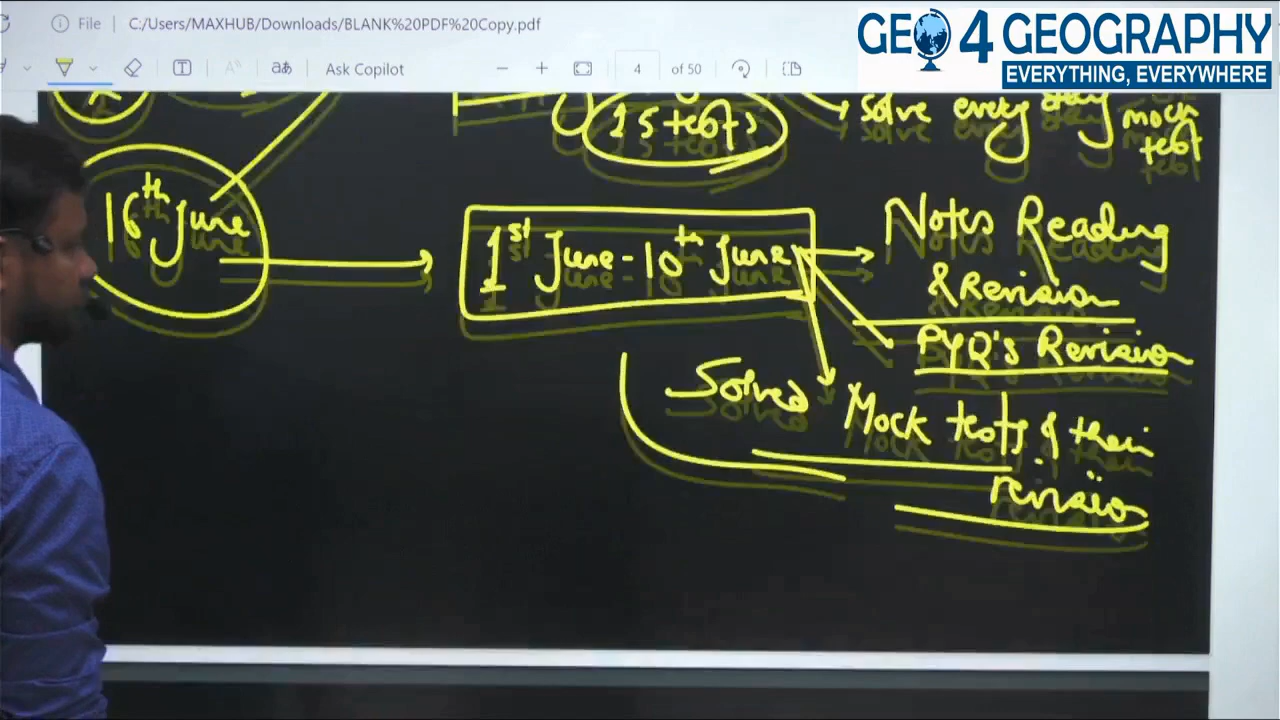 File C:/Users/MAXHUB/Downloads/BLANK%20PDF%20Copy.pdf
Ask Copilot
4 of 50
GEO 4 GEOGRAPHY
EVERYTHING, EVERYWHERE
15 tests
solve every day mock
test
16th June
1st June - 10th June
Notes Reading
& Revision
PYQ's Revision
Solved Mock tests & their
revision